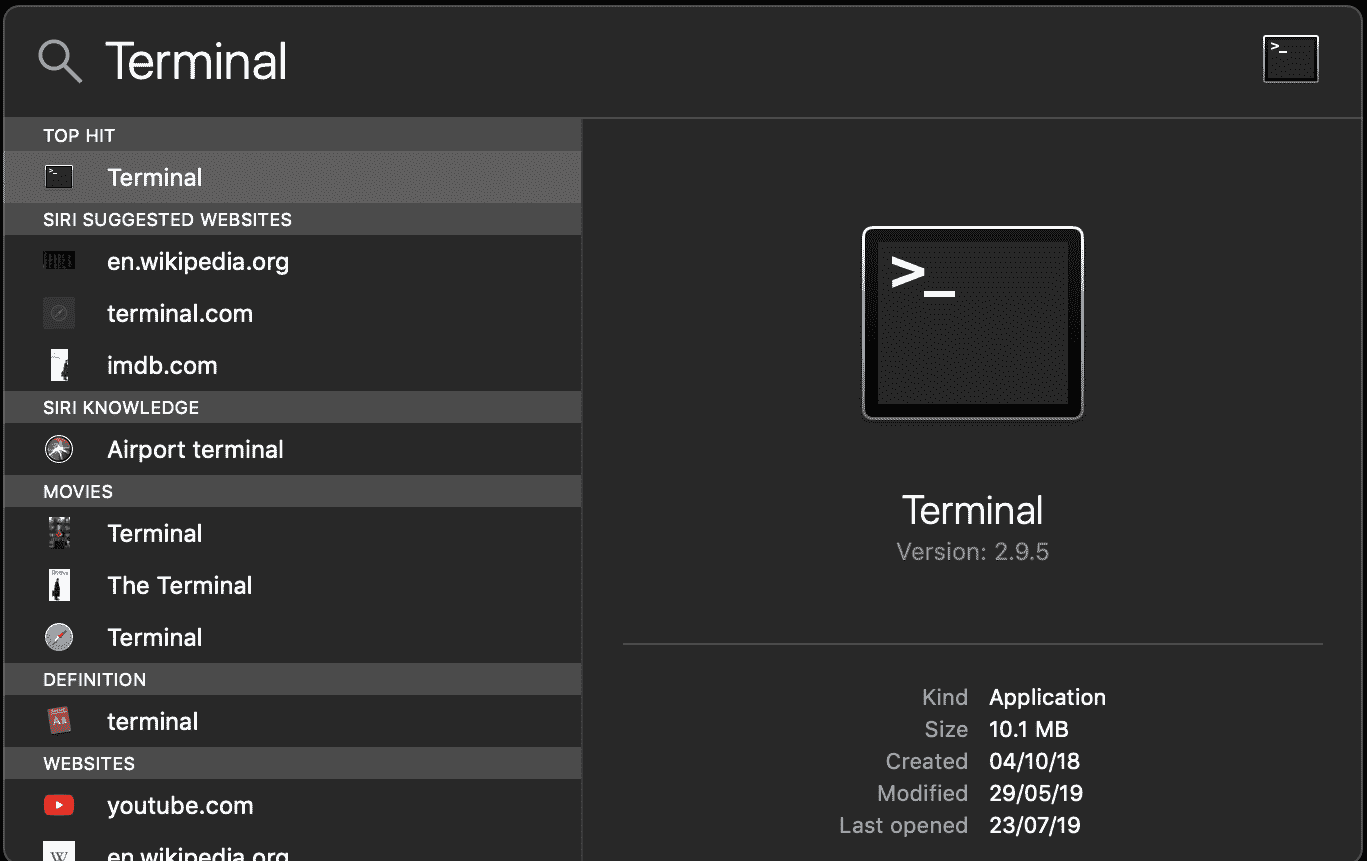 Terminal
TOP HIT
Terminal
SIRI SUGGESTED WEBSITES
en.wikipedia.org
terminal.com
imdb.com
SIRI KNOWLEDGE
Airport terminal
MOVIES
Terminal
The Terminal
Terminal
DEFINITION
terminal
WEBSITES
youtube.com
en.wikipedia.org
>_
Terminal
Version: 2.9.5
Kind Application
Size 10.1 MB
Created 04/10/18
Modified 29/05/19
Last opened 23/07/19